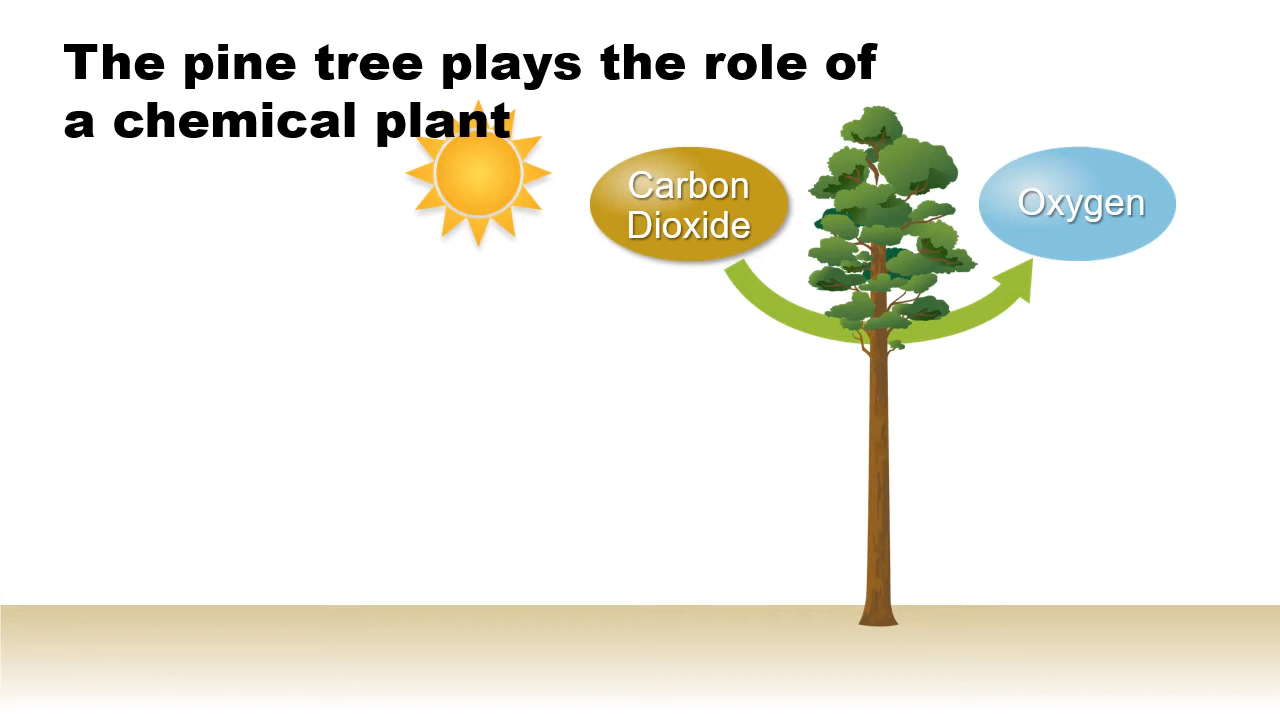 The pine tree plays the role of
a chemical plant
Carbon
Dioxide
Oxygen